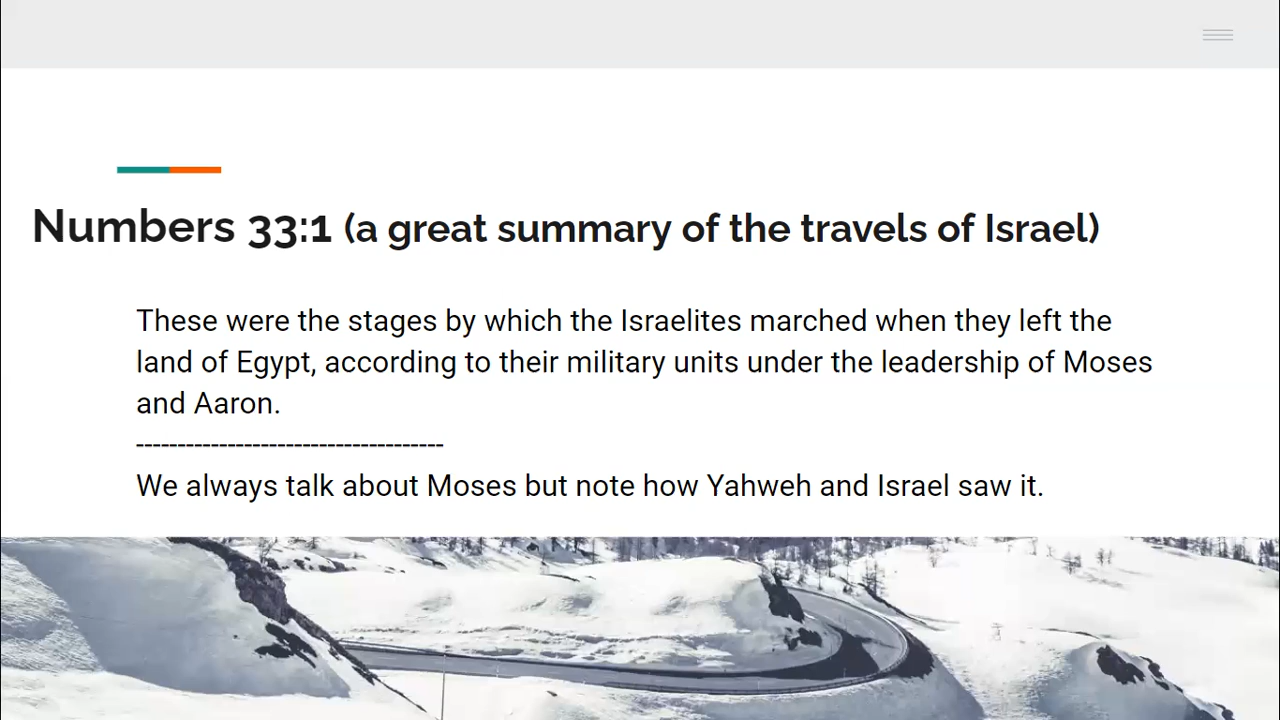 Numbers 33:1 (a great summary of the travels of Israel)
These were the stages by which the Israelites marched when they left the
land of Egypt, according to their military units under the leadership of Moses
and Aaron.
-------------------------------------
We always talk about Moses but note how Yahweh and Israel saw it.